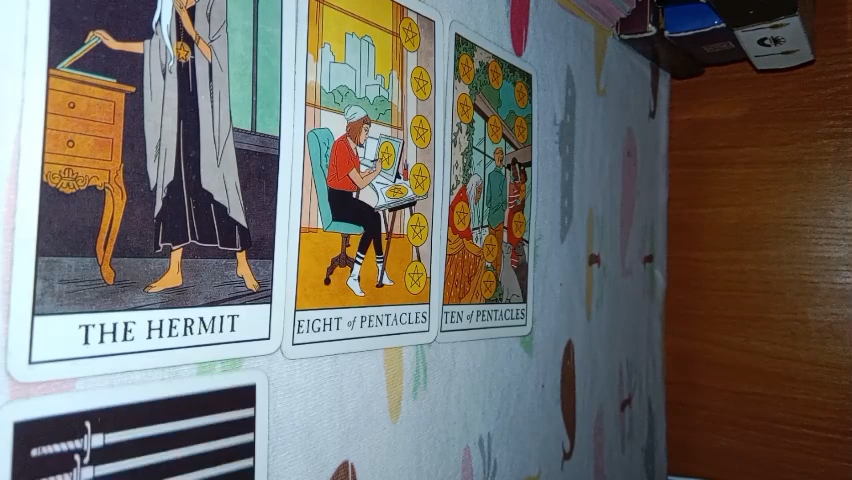 THE HERMIT
EIGHT of PENTACLES
TEN of PENTACLES